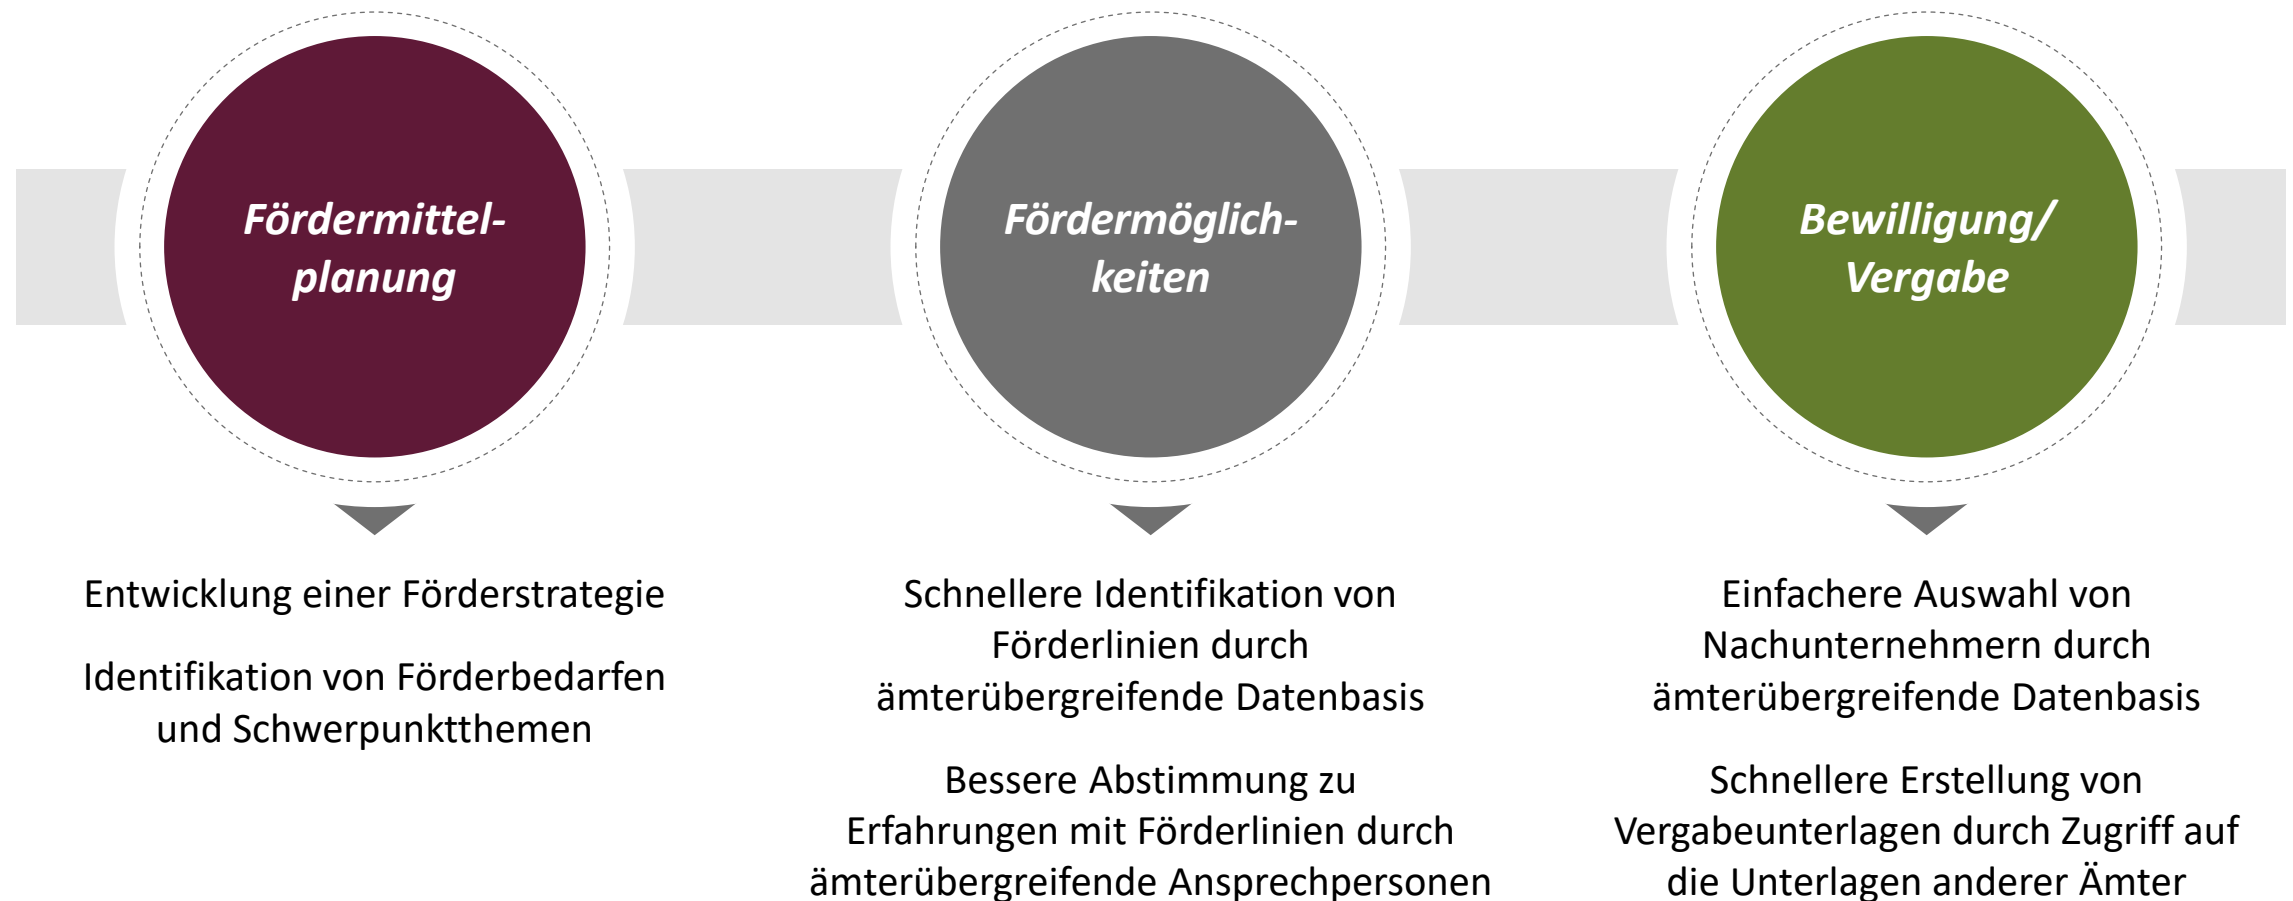 Fördermittel-
planung
Entwicklung einer Förderstrategie
Identifikation von Förderbedarfen
und Schwerpunktthemen
Fördermöglich-
keiten
Schnellere Identifikation von
Förderlinien durch
ämterübergreifende Datenbasis
Bessere Abstimmung zu
Erfahrungen mit Förderlinien durch
ämterübergreifende Ansprechpersonen
Bewilligung/
Vergabe
Einfachere Auswahl von
Nachunternehmern durch
ämterübergreifende Datenbasis
Schnellere Erstellung von
Vergabeunterlagen durch Zugriff auf
die Unterlagen anderer Ämter